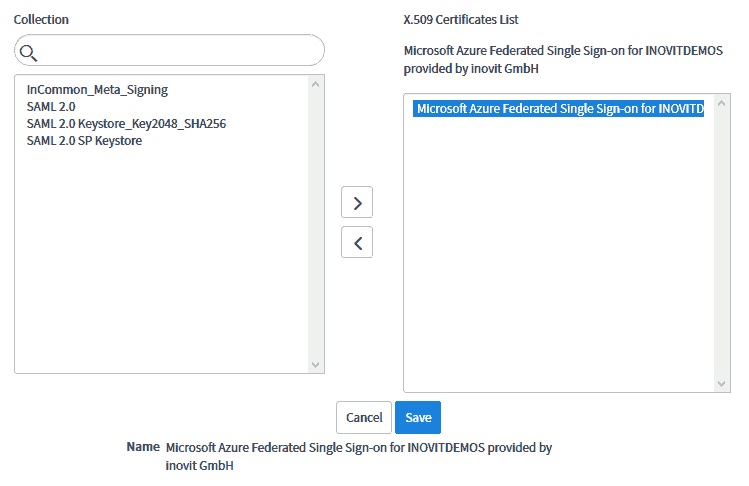 Collection
InCommon_Meta_Signing
SAML 2.0
SAML 2.0 Keystore_Key2048_SHA256
SAML 2.0 SP Keystore
X.509 Certificates List
Microsoft Azure Federated Single Sign-on for INOVITDEMOS
provided by inovit GmbH
Microsoft Azure Federated Single Sign-on for INOVITD
Cancel
Save
Name Microsoft Azure Federated Single Sign-on for INOVITDEMOS provided by
inovit GmbH